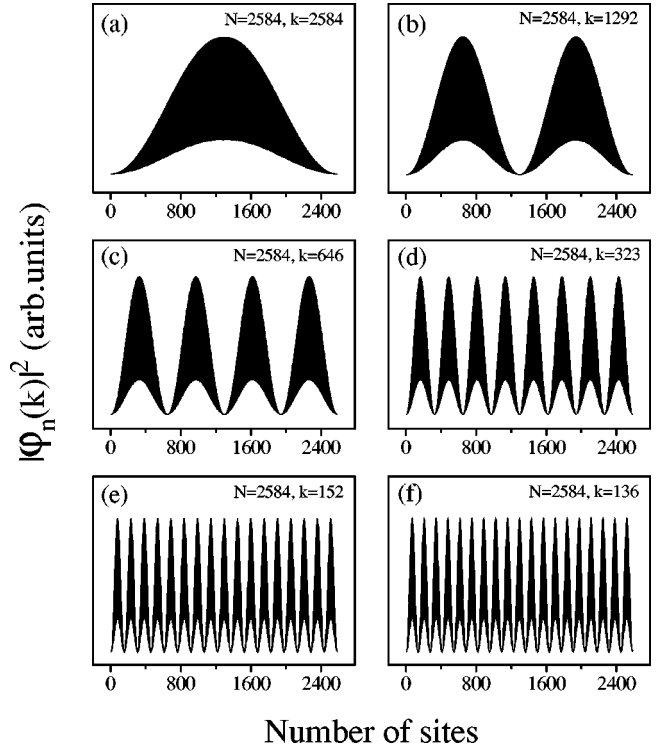 (a) N=2584, k=2584
0 800 1600 2400
(b) N=2584, k=1292
0 800 1600 2400
(c) N=2584, k=646
0 800 1600 2400
(d) N=2584, k=323
0 800 1600 2400
(e) N=2584, k=152
0 800 1600 2400
(f) N=2584, k=136
0 800 1600 2400
|φₙ(k)|² (arb.units)
Number of sites